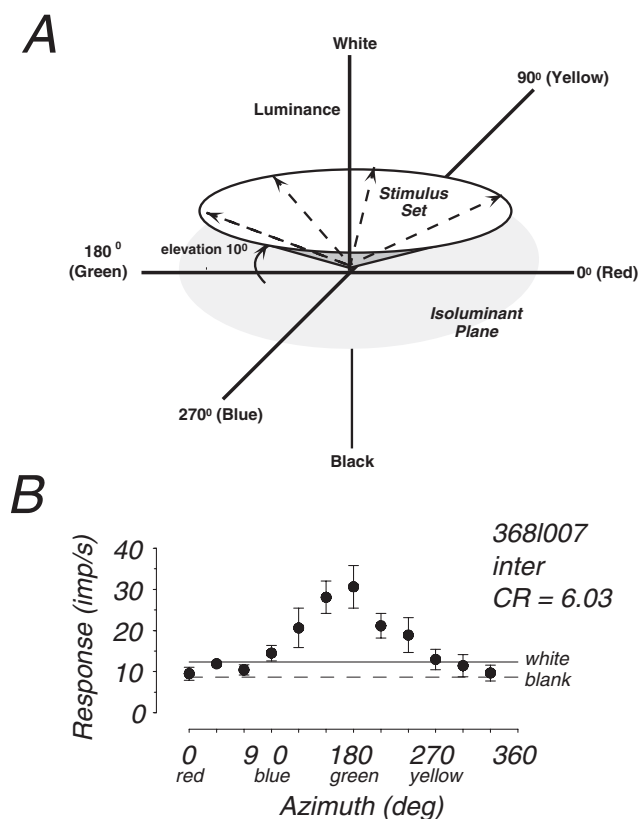 A
White
90⁰ (Yellow)
Luminance
Stimulus
Set
180⁰
(Green)
elevation 10⁰
0⁰ (Red)
Isoluminant
Plane
270⁰ (Blue)
Black
B
368l007
inter
CR = 6.03
Response (imp/s)
40
30
20
10
0
white
blank
0 9 0 180 270 360
red blue green yellow
Azimuth (deg)